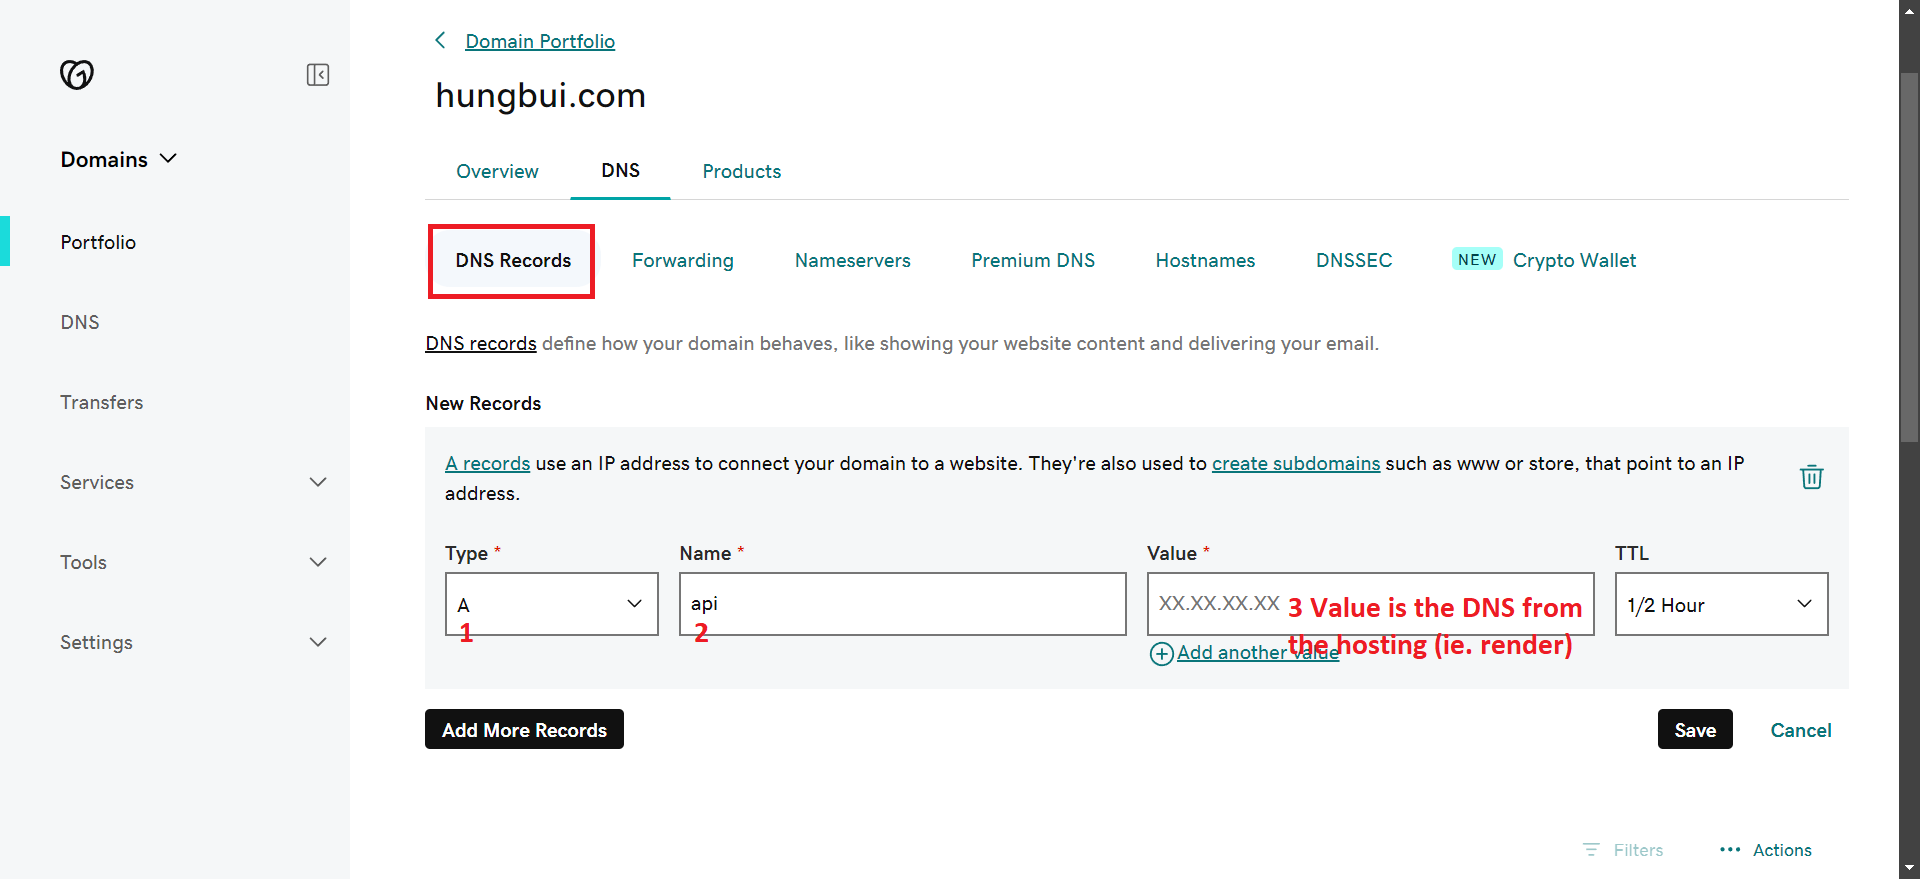 Domain Portfolio
hungbui.com
Domains
Portfolio
DNS
Transfers
Services
Tools
Settings
Overview DNS Products
DNS Records Forwarding Nameservers Premium DNS Hostnames DNSSEC NEW Crypto Wallet
DNS records define how your domain behaves, like showing your website content and delivering your email.
New Records
A records use an IP address to connect your domain to a website. They're also used to create subdomains such as www or store, that point to an IP
address.
Type * Name * Value * TTL
A api XX.XX.XX.XX 1/2 Hour
1 2 3 Value is the DNS from
the hosting (ie. render)
Add another value
Add More Records Save Cancel
Filters Actions